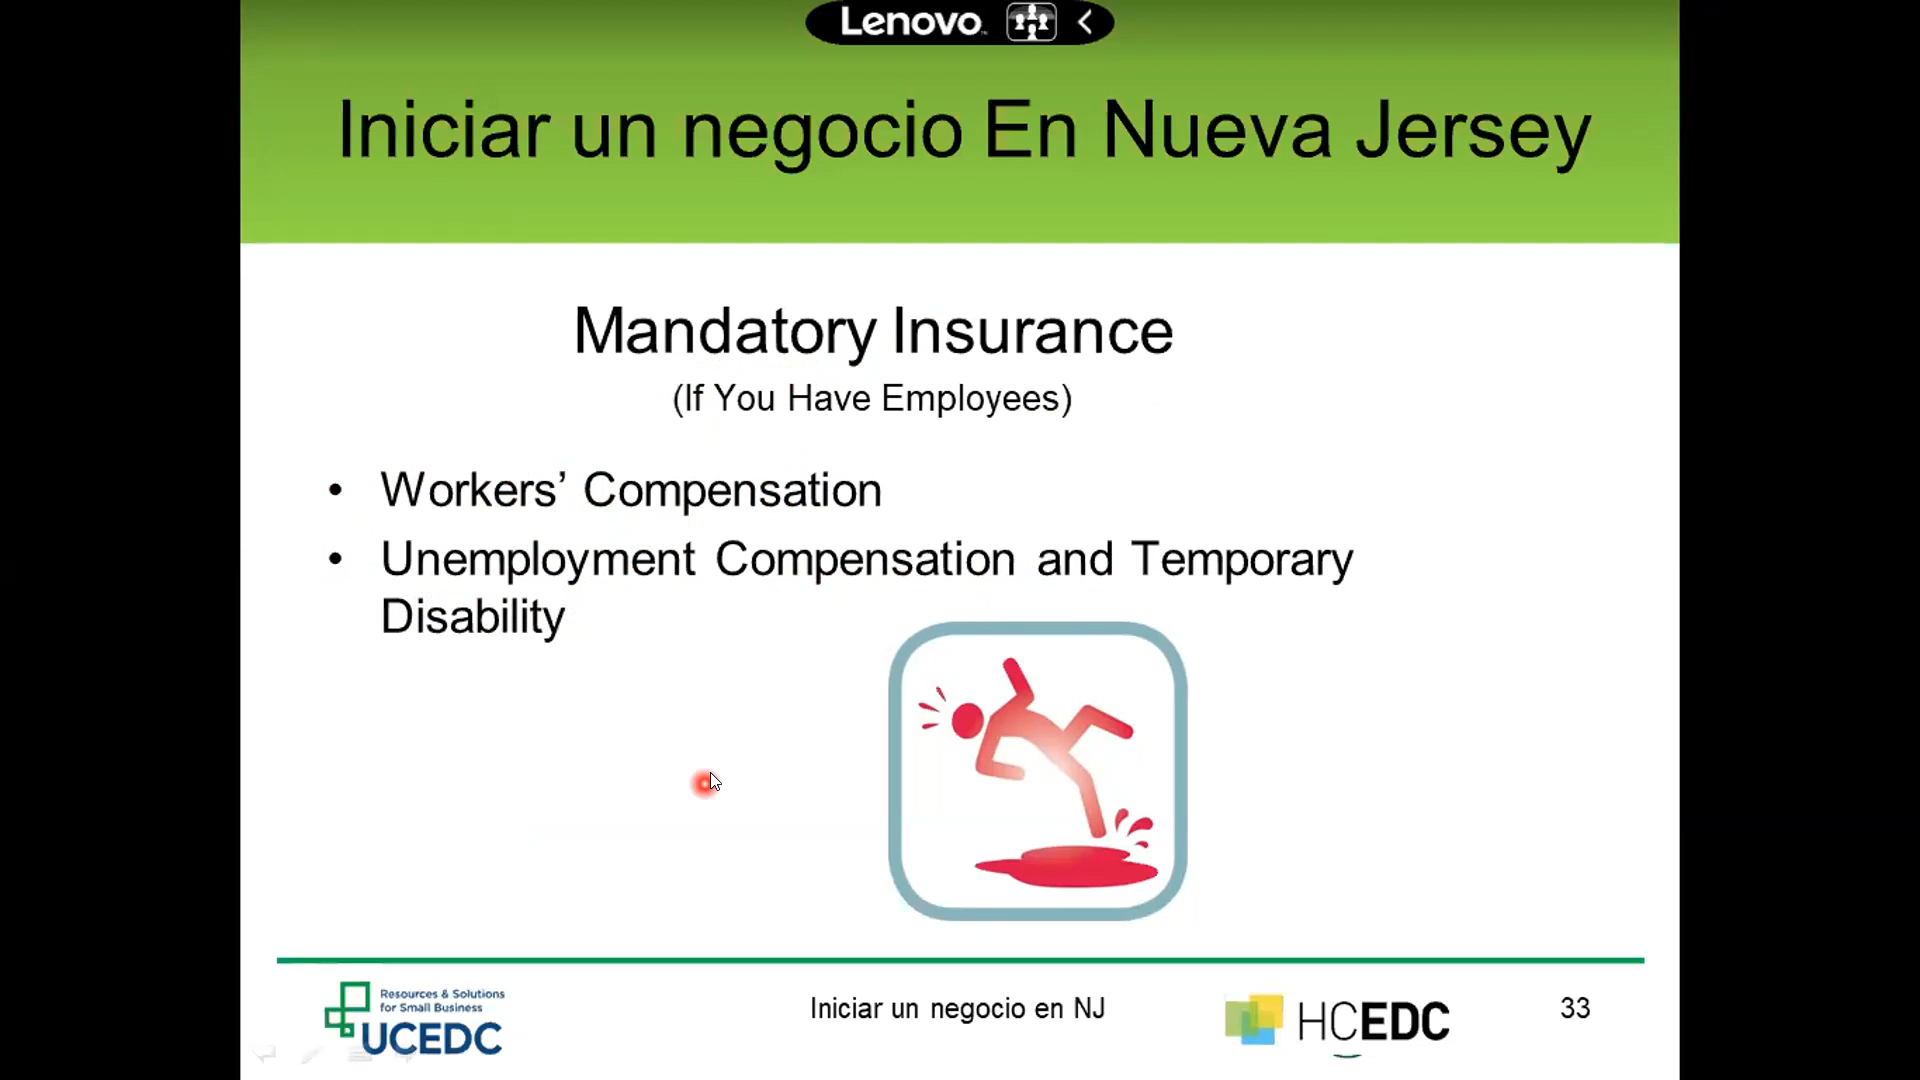 Lenovo
Iniciar un negocio En Nueva Jersey
Mandatory Insurance
(If You Have Employees)
• Workers’ Compensation
• Unemployment Compensation and Temporary
Disability
Resources & Solutions
for Small Business
UCEDC
Iniciar un negocio en NJ
HCEDC
33